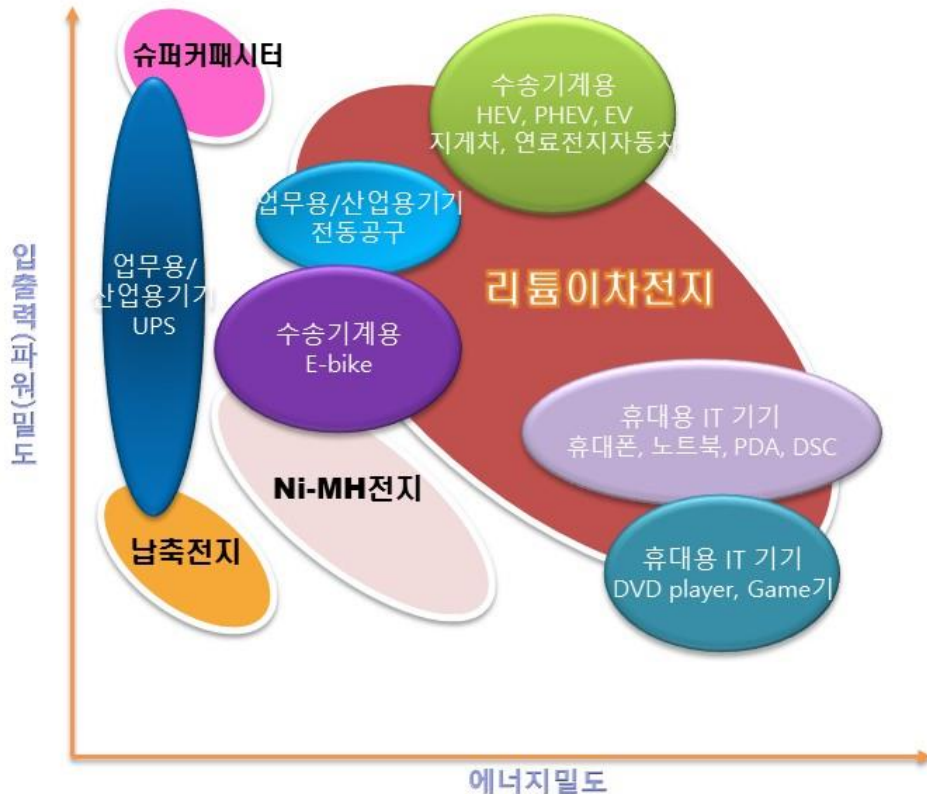 슈퍼커패시터
수송기계용
HEV, PHEV, EV
지게차, 연료전지자동차
업무용/산업용기기
전동공구
업무용/
산업용기기
UPS
리튬이차전지
수송기계용
E-bike
입출력(파워)밀도
휴대용 IT 기기
휴대폰, 노트북, PDA, DSC
Ni-MH전지
납축전지
휴대용 IT 기기
DVD player, Game기
에너지밀도